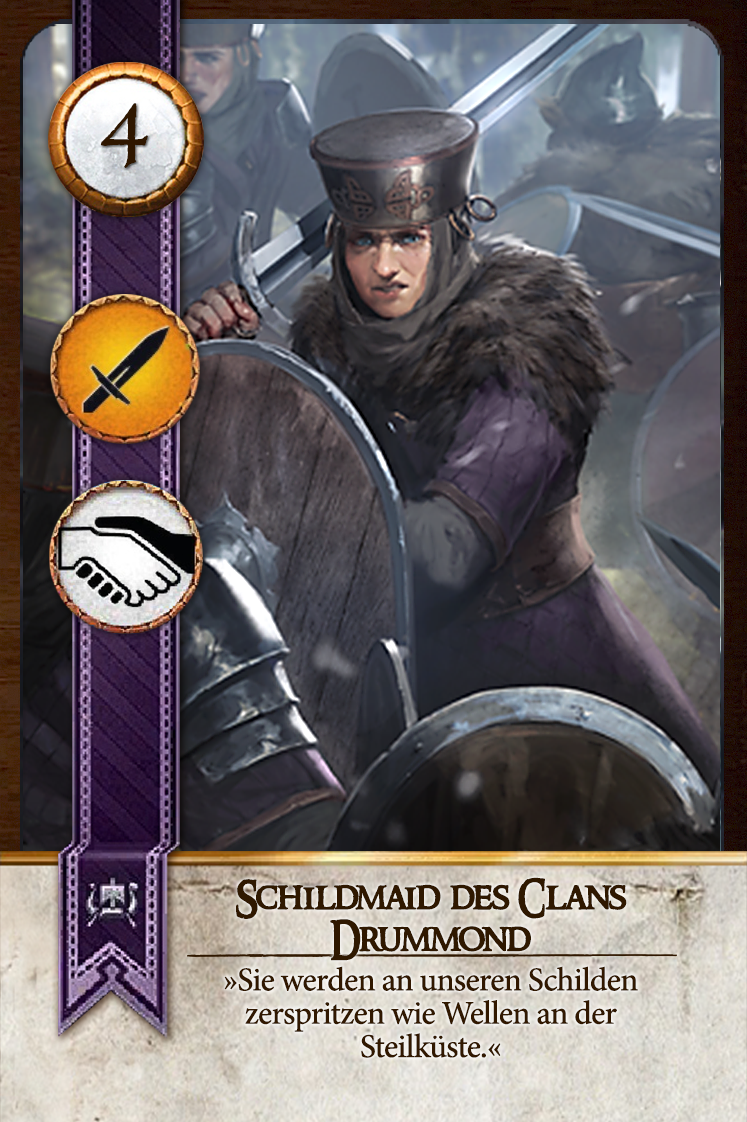 4
Schildmaid des Clans
Drummond
»Sie werden an unseren Schilden
zerspritzen wie Wellen an der
Steilküste.«